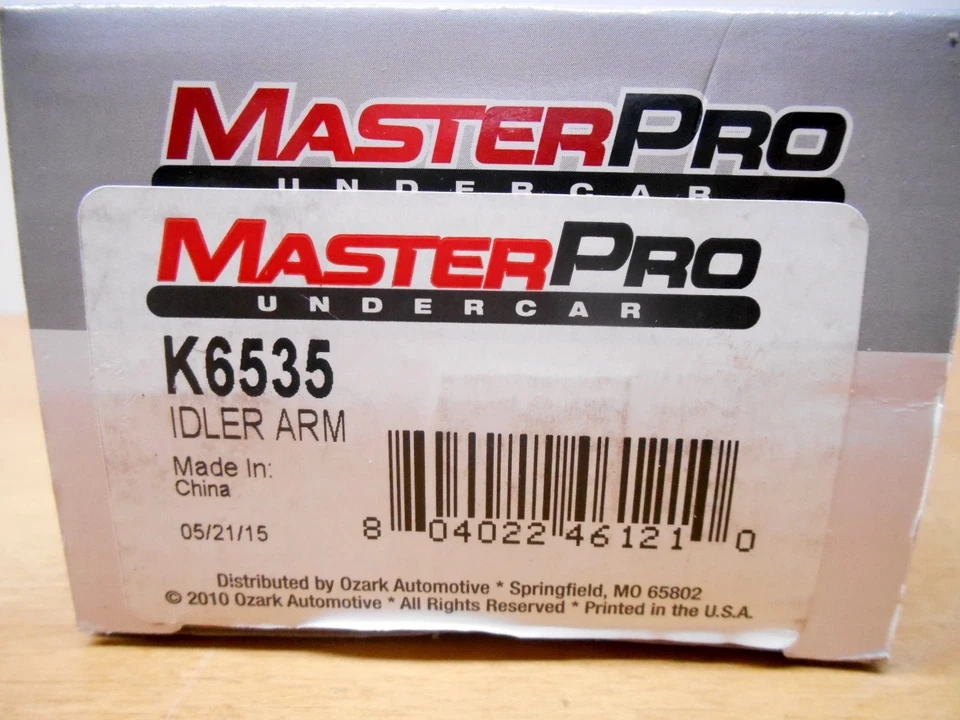 MASTERPRO
UNDERCAR
MASTERPRO
UNDERCAR
K6535
IDLER ARM
Made In:
China
05/21/15
8 04022 46121 0
Distributed by Ozark Automotive * Springfield, MO 65802
© 2010 Ozark Automotive * All Rights Reserved * Printed in the U.S.A.